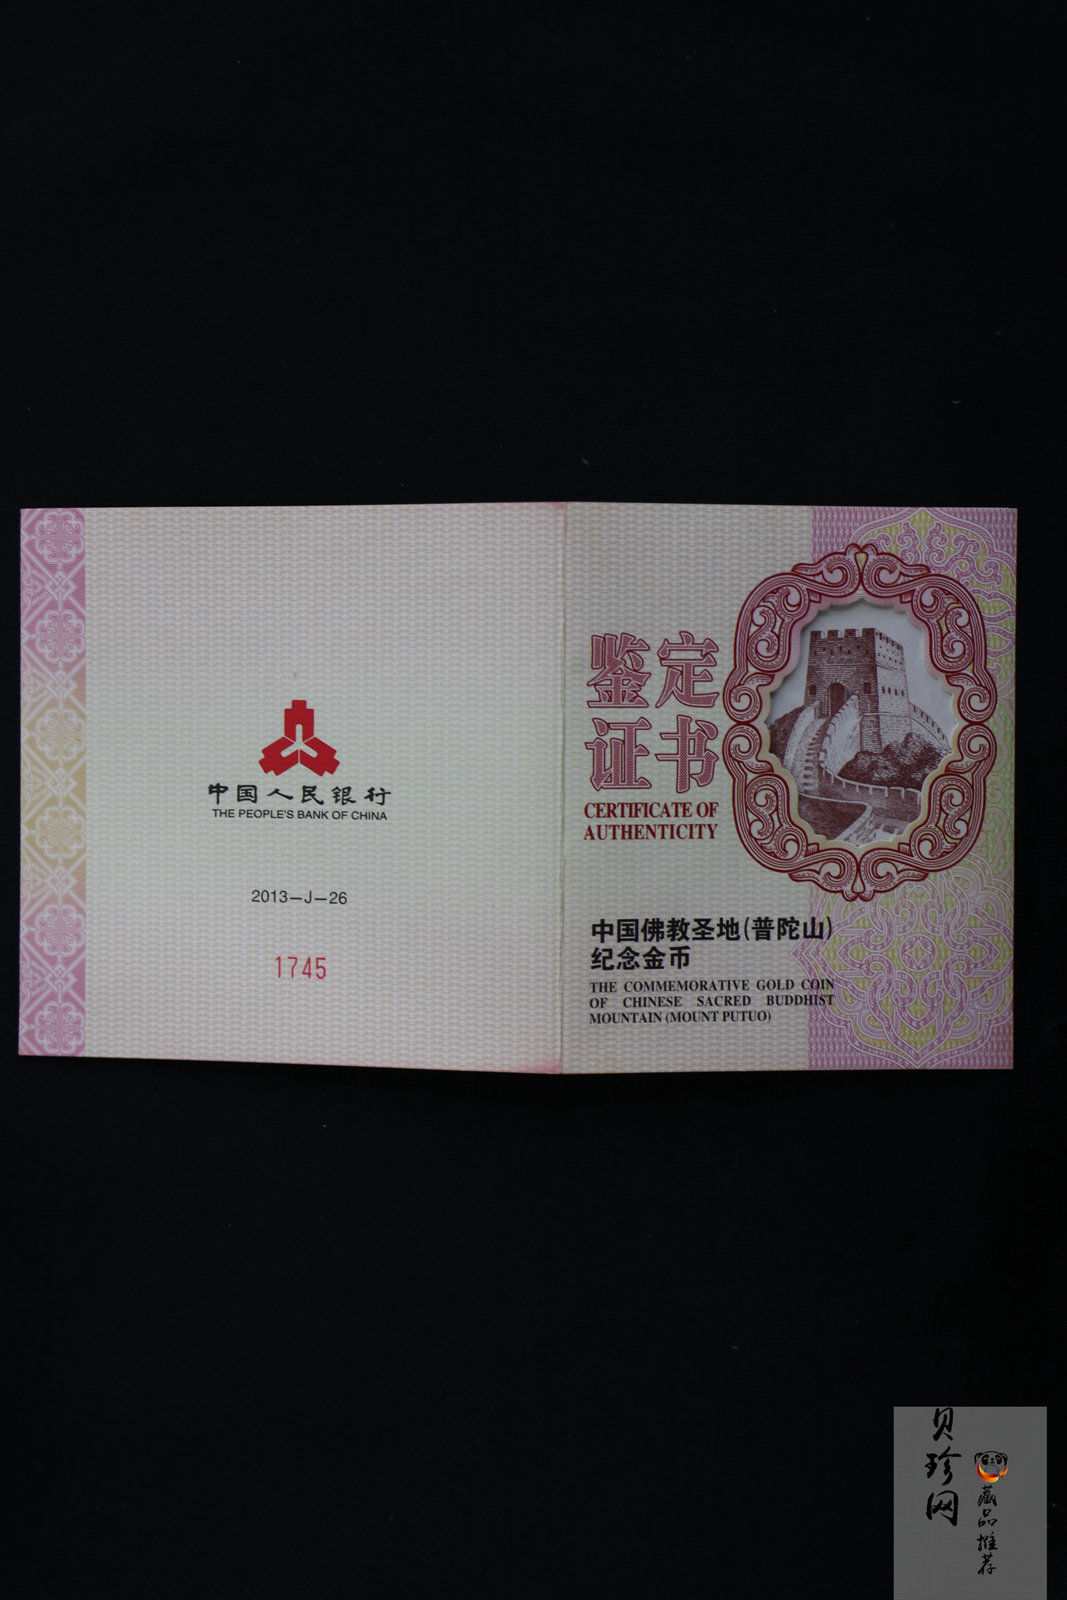 中国人民银行
THE PEOPLE'S BANK OF CHINA
2013-J-26
1745
鉴定
证书
CERTIFICATE OF
AUTHENTICITY
中国佛教圣地(普陀山)
纪念金币
THE COMMEMORATIVE GOLD COIN
OF CHINESE SACRED BUDDHIST
MOUNTAIN (MOUNT PUTUO)
贝珍网
藏品推荐